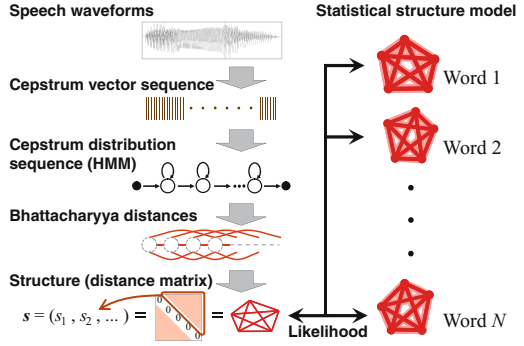 Speech waveforms
Cepstrum vector sequence
Cepstrum distribution
sequence (HMM)
Bhattacharyya distances
Structure (distance matrix)
s = (s1 , s2 , ... ) = 0 0 0 0 0 =
Likelihood
Statistical structure model
Word 1
Word 2
Word N